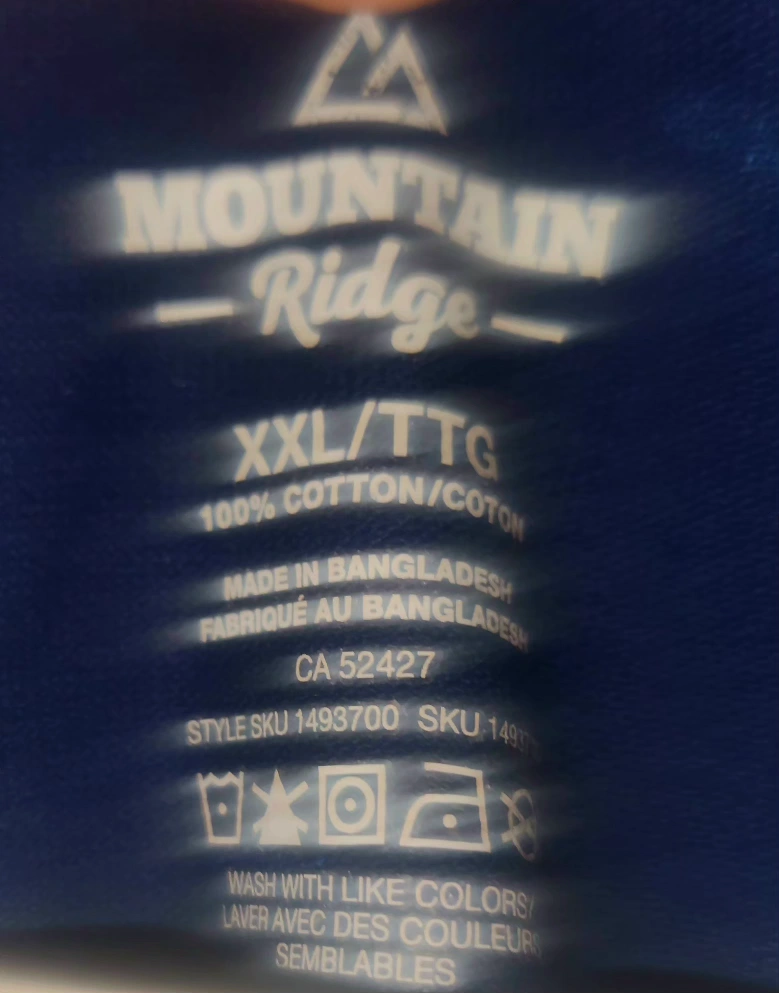 MOUNTAIN
Ridge
XXL/TTG
100% COTTON/COTON
MADE IN BANGLADESH
FABRIQUÉ AU BANGLADESH
CA 52427
STYLE SKU 1493700 SKU
WASH WITH LIKE COLORS/
LAVER AVEC DES COULEURS
SEMBLABLES